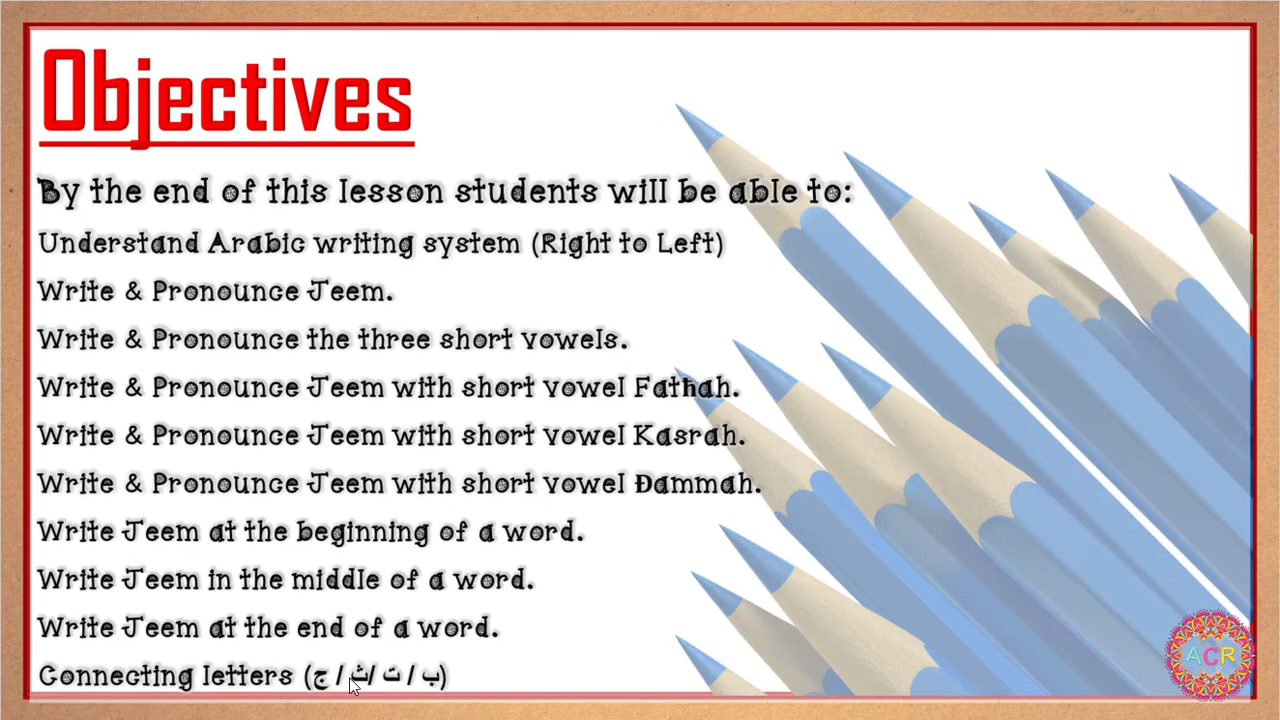 Objectives
By the end of this lesson students will be able to:
Understand Arabic writing system (Right to Left)
Write & Pronounce Jeem.
Write & Pronounce the three short vowels.
Write & Pronounce Jeem with short vowel Fatħah.
Write & Pronounce Jeem with short vowel Kasrah.
Write & Pronounce Jeem with short vowel Đammah.
Write Jeem at the beginning of a word.
Write Jeem in the middle of a word.
Write Jeem at the end of a word.
Connecting letters (ب / ت / ث / ج)
ACR